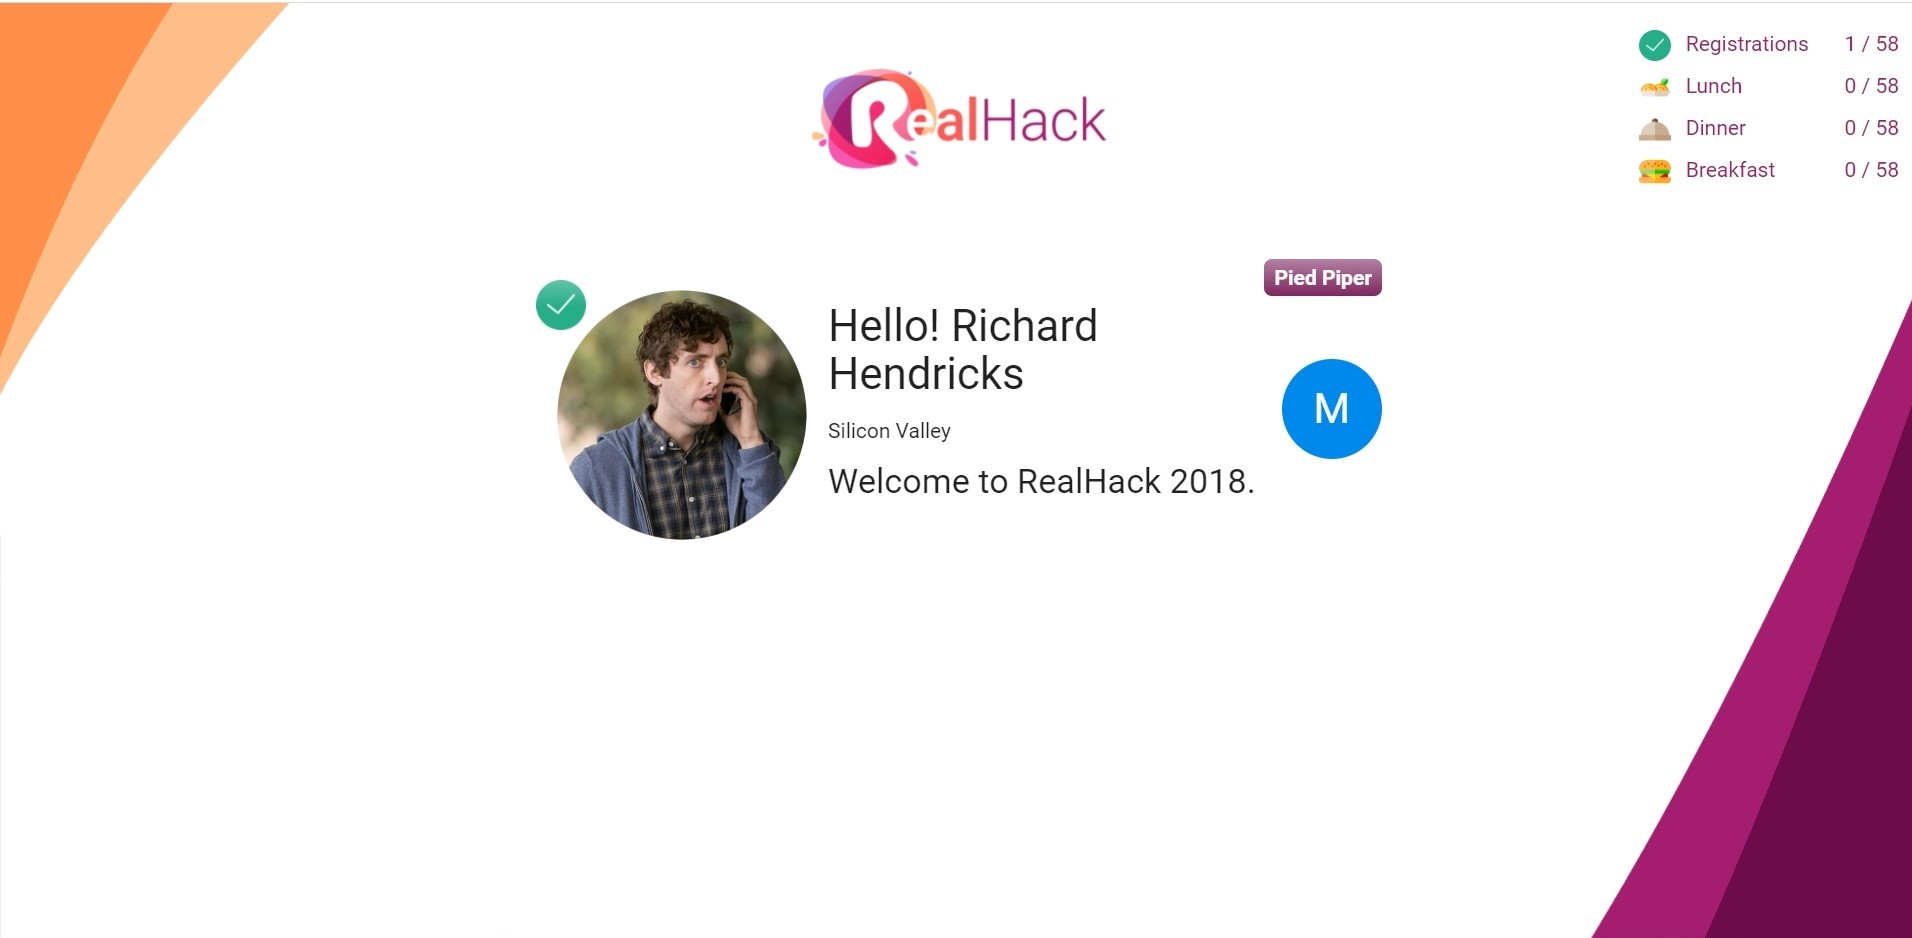 RealHack
Registrations 1 / 58
Lunch 0 / 58
Dinner 0 / 58
Breakfast 0 / 58
Pied Piper
Hello! Richard
Hendricks
M
Silicon Valley
Welcome to RealHack 2018.